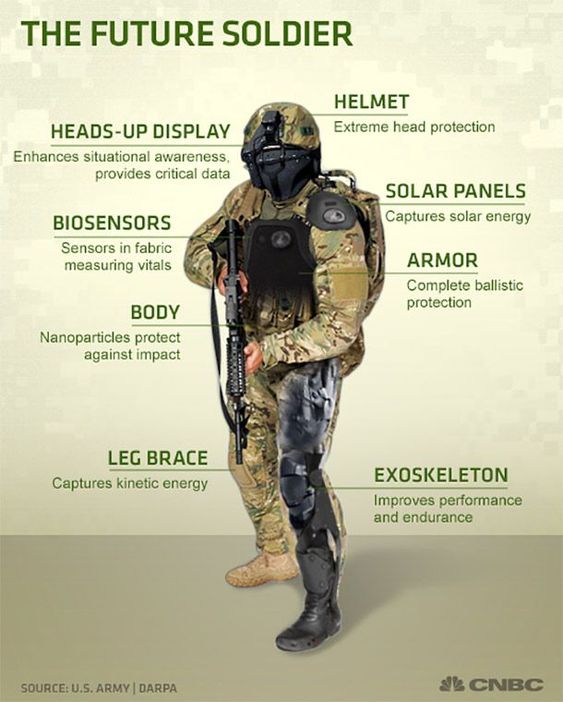 THE FUTURE SOLDIER
HELMET
Extreme head protection
HEADS-UP DISPLAY
Enhances situational awareness,
provides critical data
SOLAR PANELS
Captures solar energy
BIOSENSORS
Sensors in fabric
measuring vitals
ARMOR
Complete ballistic
protection
BODY
Nanoparticles protect
against impact
LEG BRACE
Captures kinetic energy
EXOSKELETON
Improves performance
and endurance
SOURCE: U.S. ARMY | DARPA
CNBC